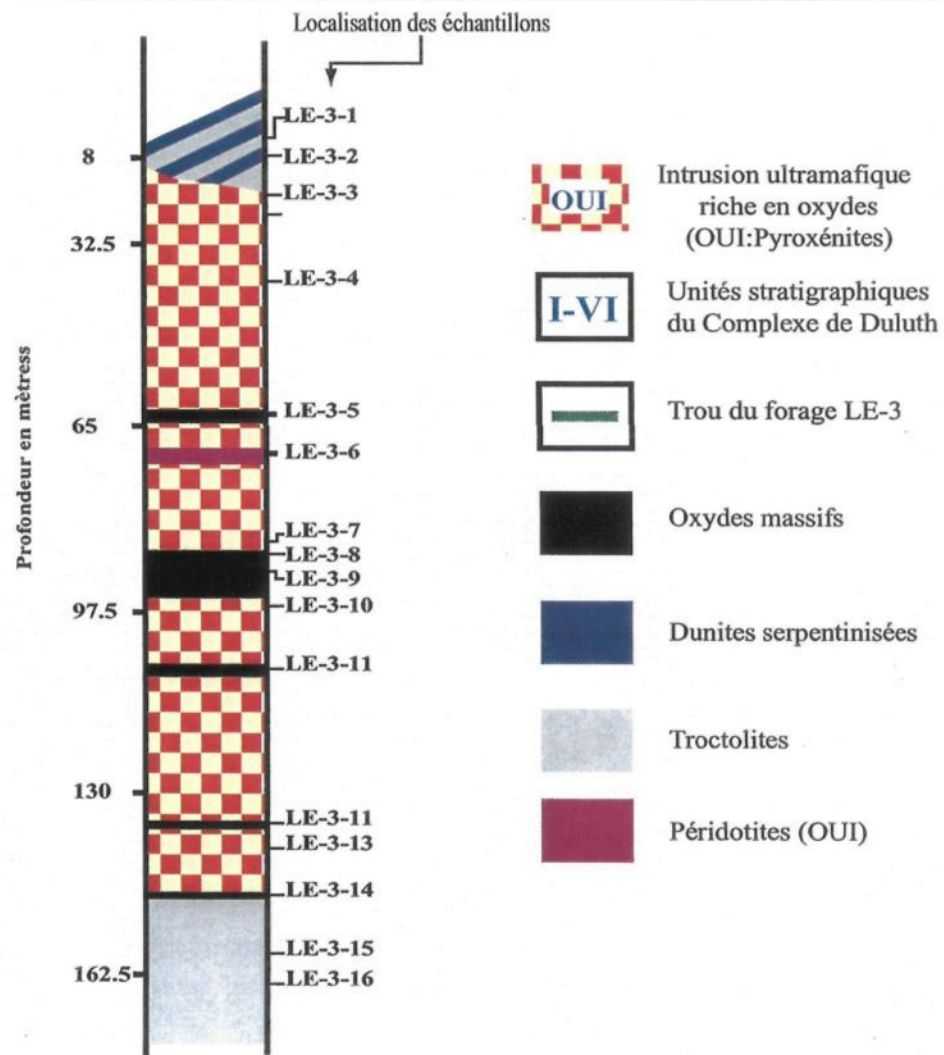 Localisation des échantillons
LE-3-1
8
LE-3-2
LE-3-3
32.5
LE-3-4
LE-3-5
65
LE-3-6
LE-3-7
LE-3-8
LE-3-9
LE-3-10
97.5
LE-3-11
130
LE-3-11
LE-3-13
LE-3-14
LE-3-15
162.5
LE-3-16
Profondeur en mètress
OUI
Intrusion ultramafique
riche en oxydes
(OUI:Pyroxénites)
I-VI
Unités stratigraphiques
du Complexe de Duluth
Trou du forage LE-3
Oxydes massifs
Dunites serpentinisées
Troctolites
Péridotites (OUI)